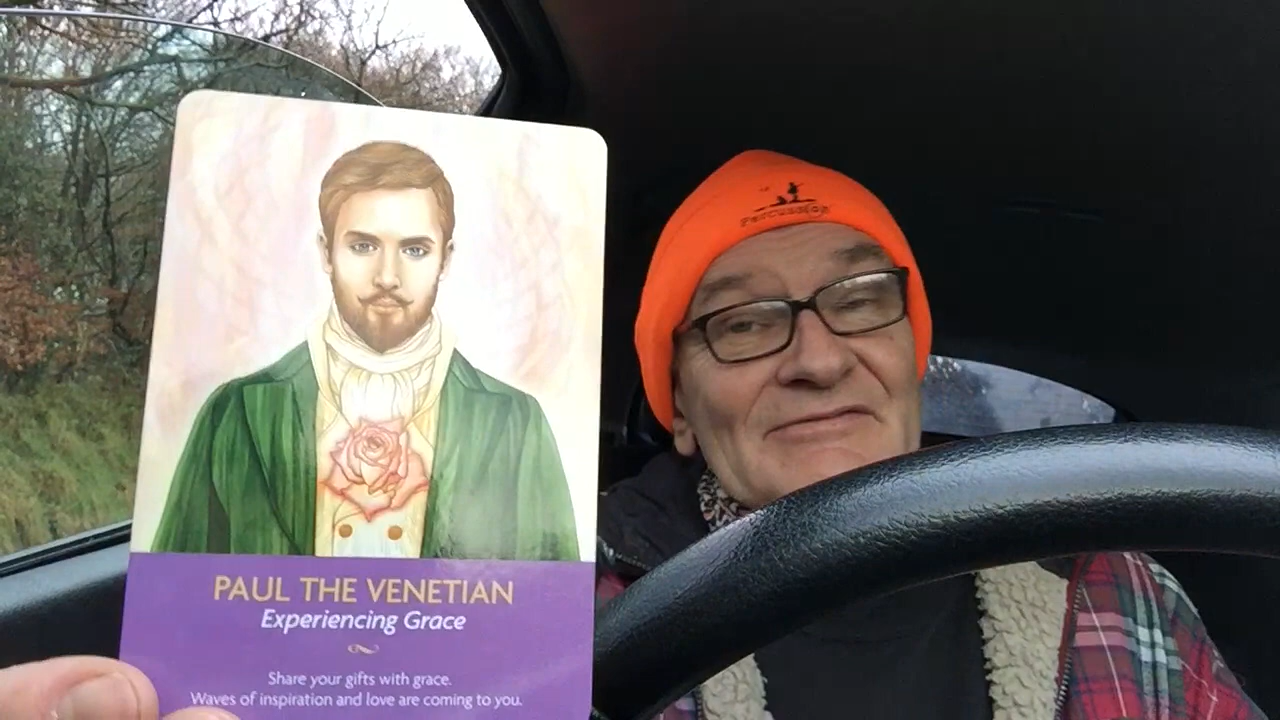 PAUL THE VENETIAN
Experiencing Grace
Share your gifts with grace.
Waves of inspiration and love are coming to you.
Percussion